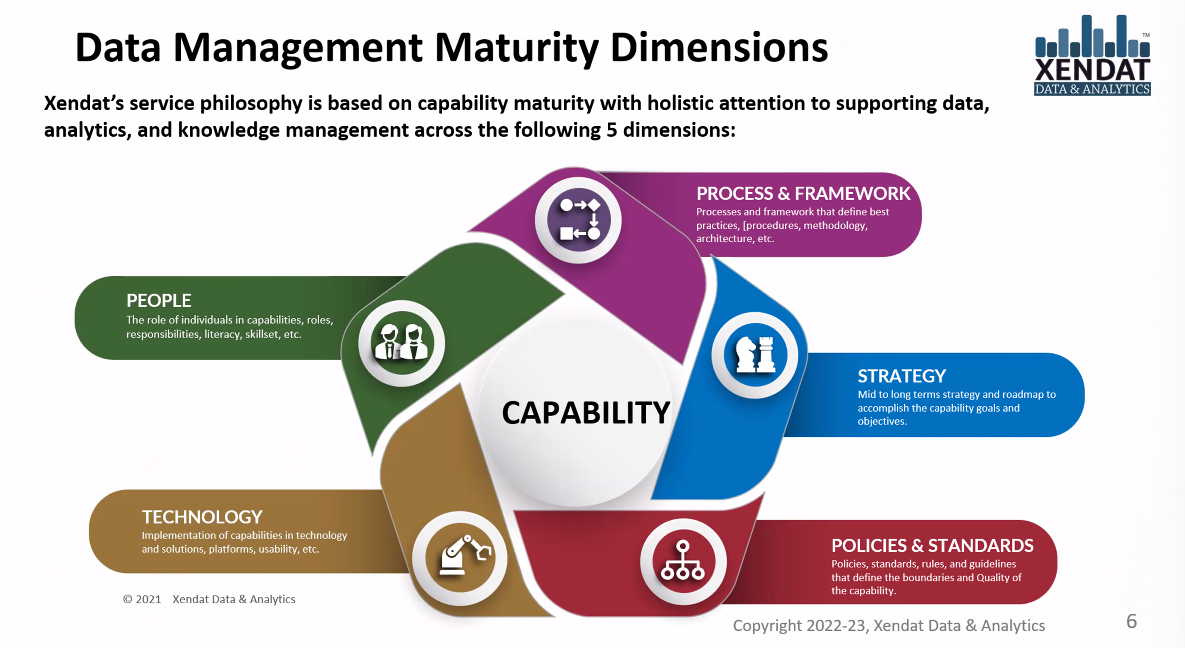 Data Management Maturity Dimensions
XENDAT
TM
DATA & ANALYTICS
Xendat's service philosophy is based on capability maturity with holistic attention to supporting data,
analytics, and knowledge management across the following 5 dimensions:
PROCESS & FRAMEWORK
Processes and framework that define best
practices, [procedures, methodology,
architecture, etc.
PEOPLE
The role of individuals in capabilities, roles,
responsibilities, literacy, skillset, etc.
STRATEGY
Mid to long terms strategy and roadmap to
accomplish the capability goals and
objectives.
CAPABILITY
TECHNOLOGY
Implementation of capabilities in technology
and solutions, platforms, usability, etc.
POLICIES & STANDARDS
Policies, standards, rules, and guidelines
that define the boundaries and Quality of
the capability.
© 2021 Xendat Data & Analytics
Copyright 2022-23, Xendat Data & Analytics
6